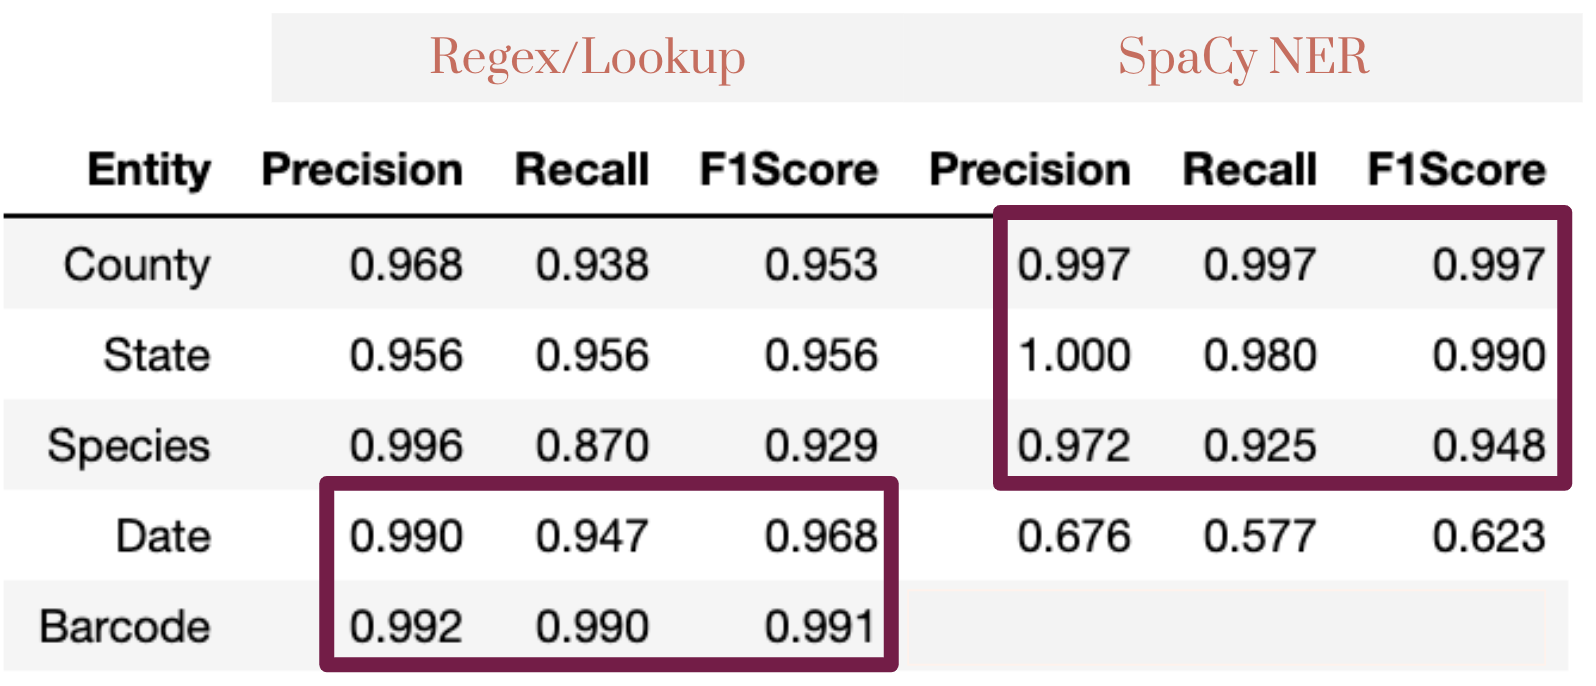 Regex/Lookup SpaCy NER
Entity Precision Recall F1Score Precision Recall F1Score
County 0.968 0.938 0.953 0.997 0.997 0.997
State 0.956 0.956 0.956 1.000 0.980 0.990
Species 0.996 0.870 0.929 0.972 0.925 0.948
Date 0.990 0.947 0.968 0.676 0.577 0.623
Barcode 0.992 0.990 0.991